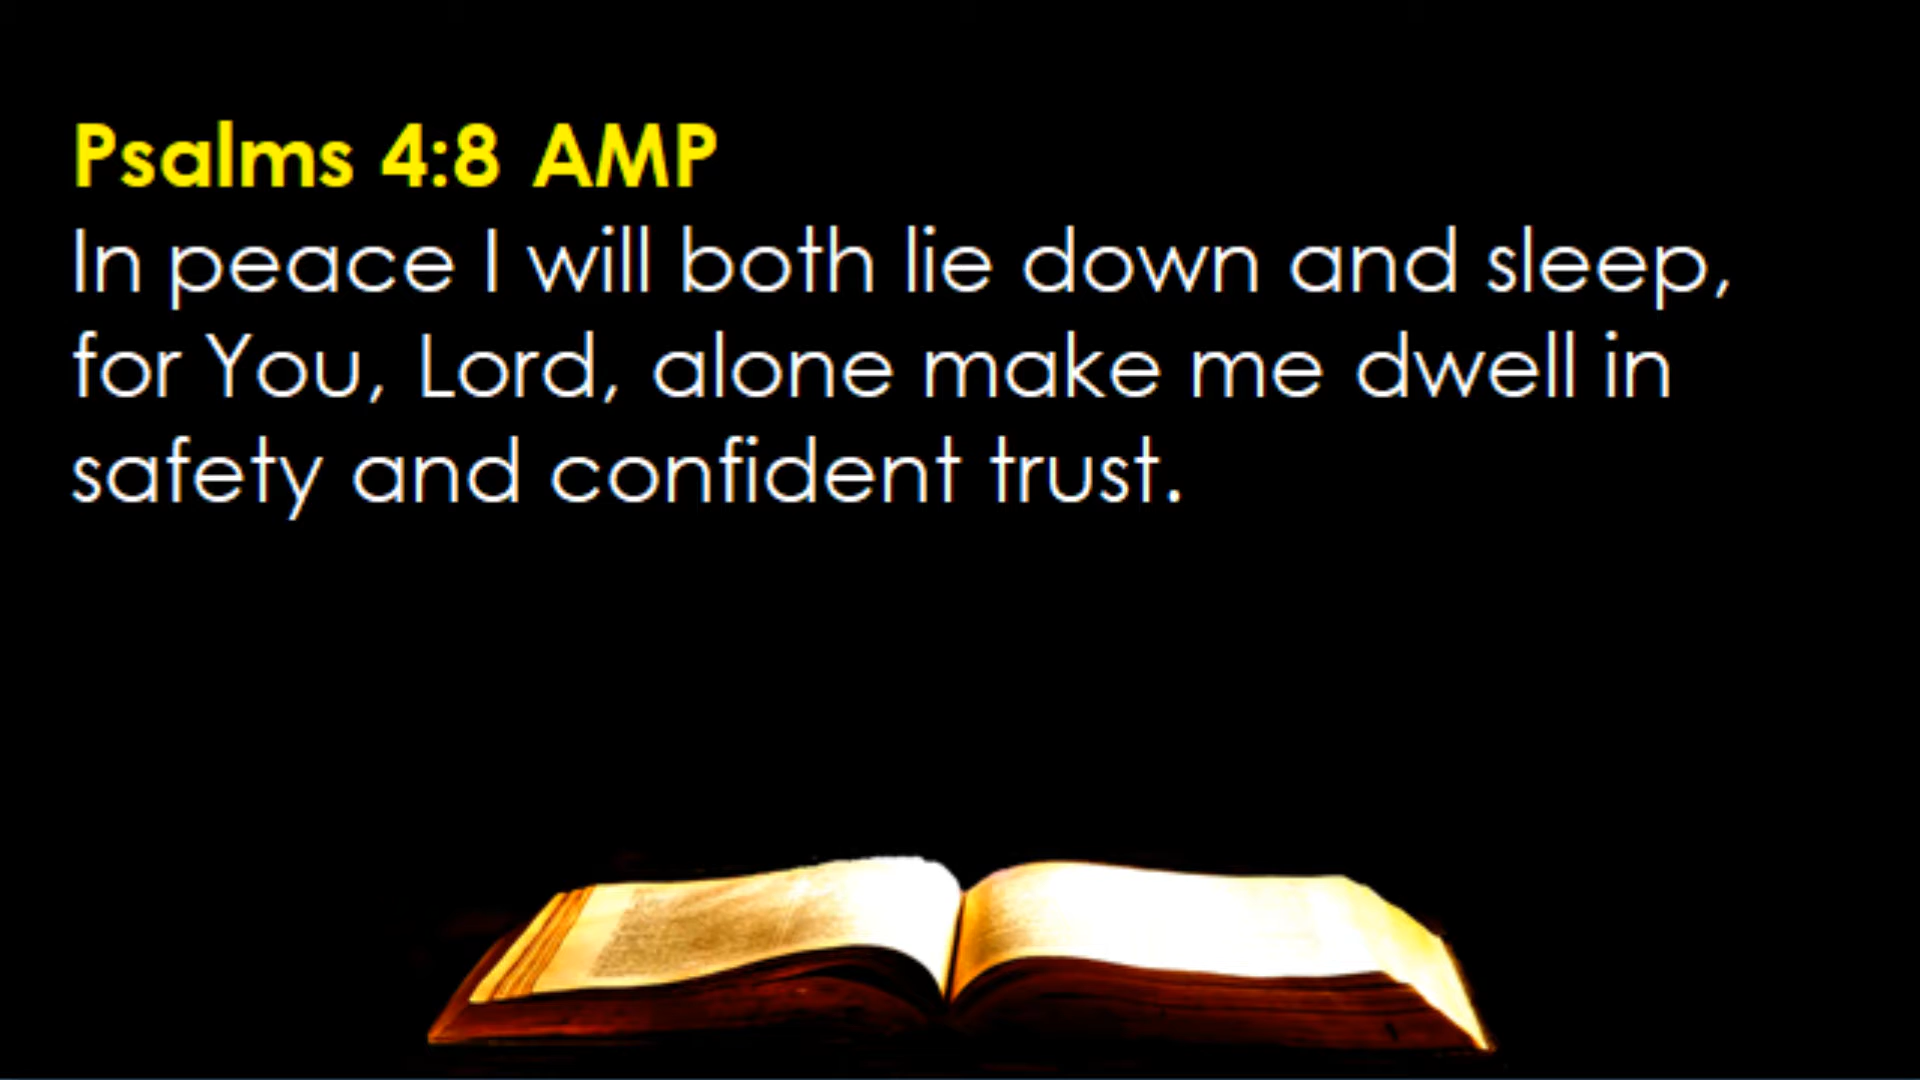 Psalms 4:8 AMP
In peace I will both lie down and sleep,
for You, Lord, alone make me dwell in
safety and confident trust.